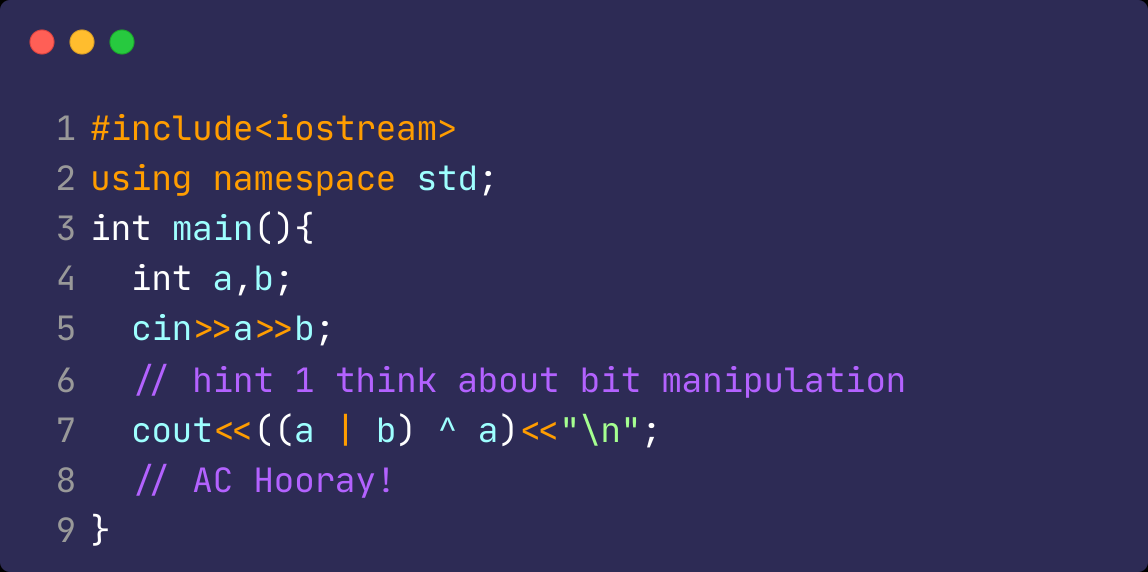 1 #include<iostream>
2 using namespace std;
3 int main(){
4   int a,b;
5   cin>>a>>b;
6   // hint 1 think about bit manipulation
7   cout<<((a | b) ^ a)<<"\n";
8   // AC Hooray!
9 }